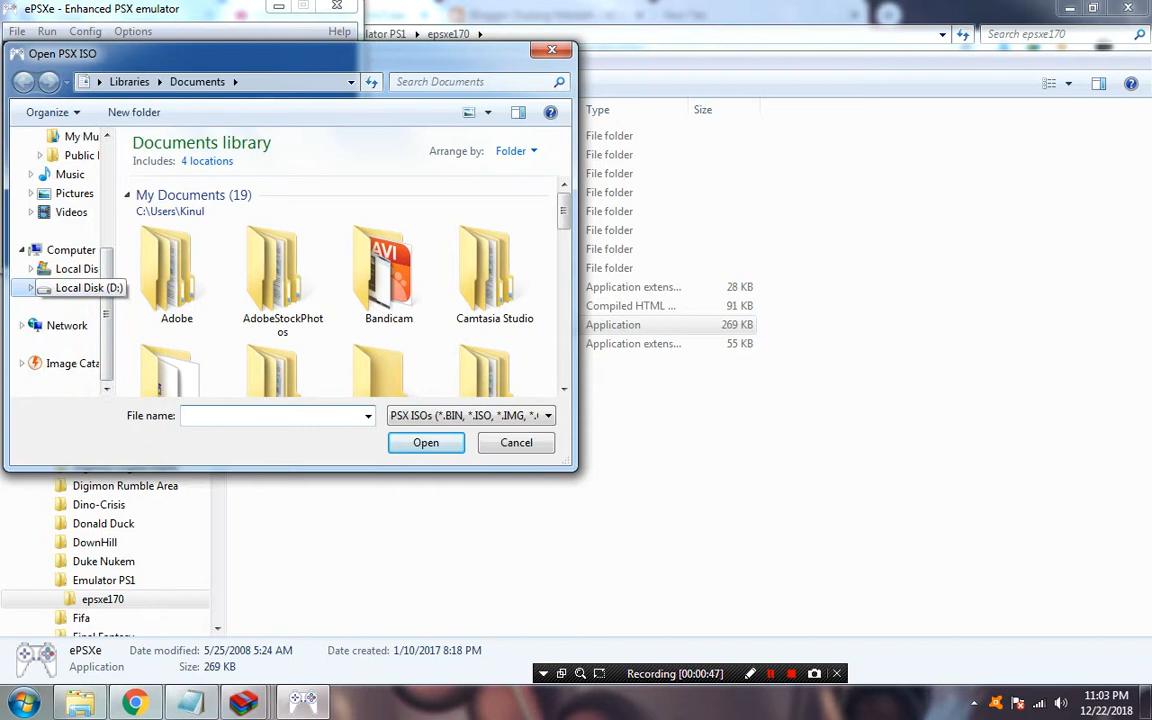 ePSXe - Enhanced PSX emulator
File Run Config Options Help
lator PS1 epsxe170
Search epsxe170
Open PSX ISO
Libraries Documents
Search Documents
Organize New folder
Documents library
Includes: 4 locations
Arrange by: Folder
My Documents (19)
C:\Users\Kinul
My Mu
Public
Music
Pictures
Videos
Computer
Local Dis
Local Disk (D:)
Network
Image Cata
AVI
Adobe
AdobeStockPhot
os
Bandicam
Camtasia Studio
File name:
PSX ISOs (*.BIN, *.ISO, *.IMG, *.
Open
Cancel
Type Size
File folder
File folder
File folder
File folder
File folder
File folder
File folder
File folder
Application extens... 28 KB
Compiled HTML ... 91 KB
Application 269 KB
Application extens... 55 KB
Digimon Rumble Area
Dino-Crisis
Donald Duck
DownHill
Duke Nukem
Emulator PS1
epsxe170
Fifa
Final Fantasy
ePSXe Date modified: 5/25/2008 5:24 AM Date created: 1/10/2017 8:18 PM
Application Size: 269 KB
Recording [00:00:47]
11:03 PM
12/22/2018